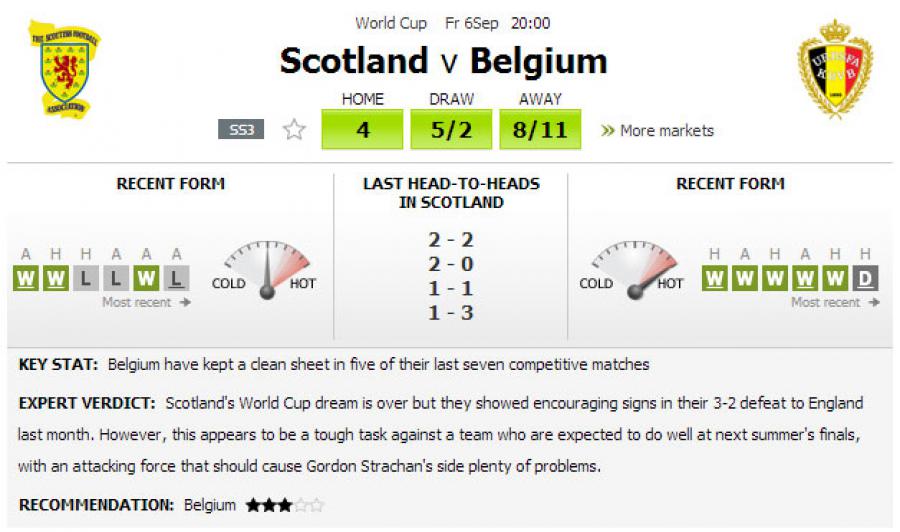 World Cup Fr 6Sep 20:00
THE SCOTTISH FOOTBALL
ASSOCIATION
Scotland v Belgium
HOME DRAW AWAY
SS3 4 5/2 8/11 » More markets
RECENT FORM
A H H A A A
W W L L W L
COLD HOT
Most recent →
LAST HEAD-TO-HEADS
IN SCOTLAND
2 - 2
2 - 0
1 - 1
1 - 3
RECENT FORM
COLD HOT
H A H A H H
W W W W W D
Most recent →
KEY STAT: Belgium have kept a clean sheet in five of their last seven competitive matches
EXPERT VERDICT: Scotland's World Cup dream is over but they showed encouraging signs in their 3-2 defeat to England
last month. However, this appears to be a tough task against a team who are expected to do well at next summer's finals,
with an attacking force that should cause Gordon Strachan's side plenty of problems.
RECOMMENDATION: Belgium